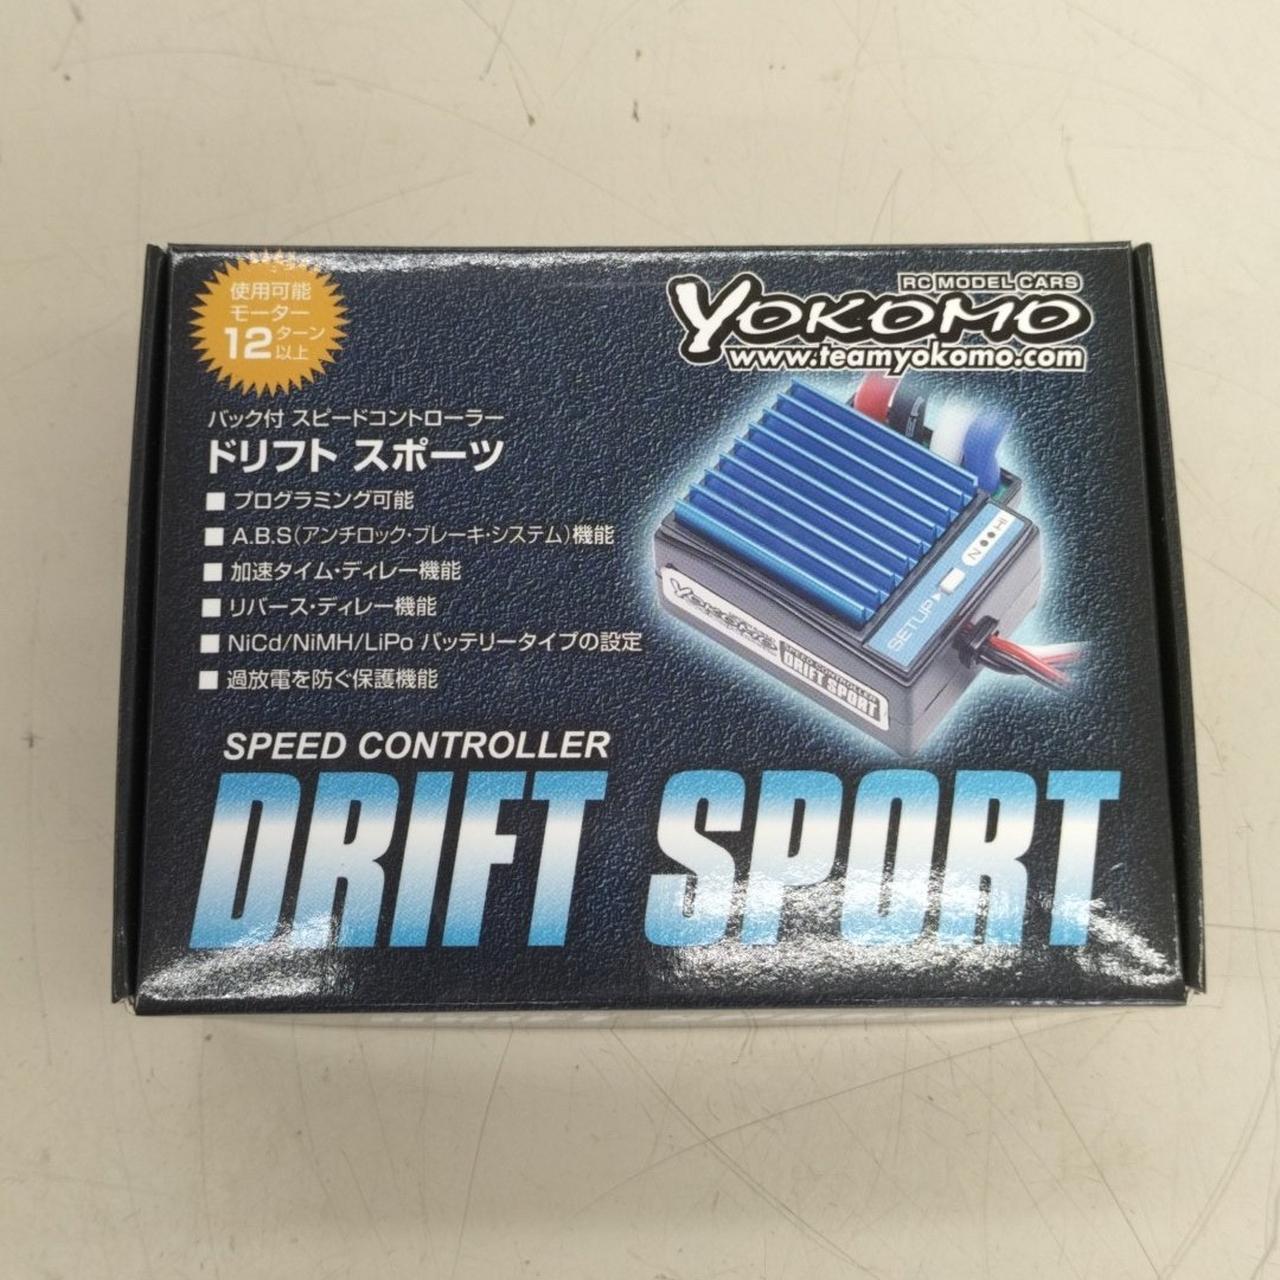 使用可能
モーター
12ターン以上
RC MODEL CARS
YOKOMO
www.teamyokomo.com
バック付 スピードコントローラー
ドリフト スポーツ
■ プログラミング可能
■ A.B.S(アンチロック・ブレーキ・システム)機能
■ 加速タイム・ディレー機能
■ リバース・ディレー機能
■ NiCd/NiMH/LiPo バッテリータイプの設定
■ 過放電を防ぐ保護機能
N ●● Hi
SETUP▶
YOKOMO
SPEED CONTROLLER
DRIFT SPORT
SPEED CONTROLLER
DRIFT SPORT